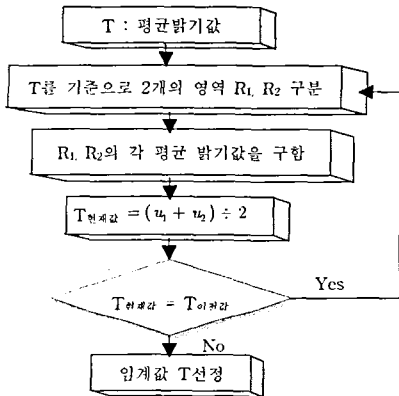 T : 평균밝기값
T를 기준으로 2개의 영역 R₁, R₂ 구분
R₁, R₂의 각 평균 밝기값을 구함
T현재값 = (u₁ + u₂) ÷ 2
T현재값 = T이전값
Yes
No
임계값 T선정